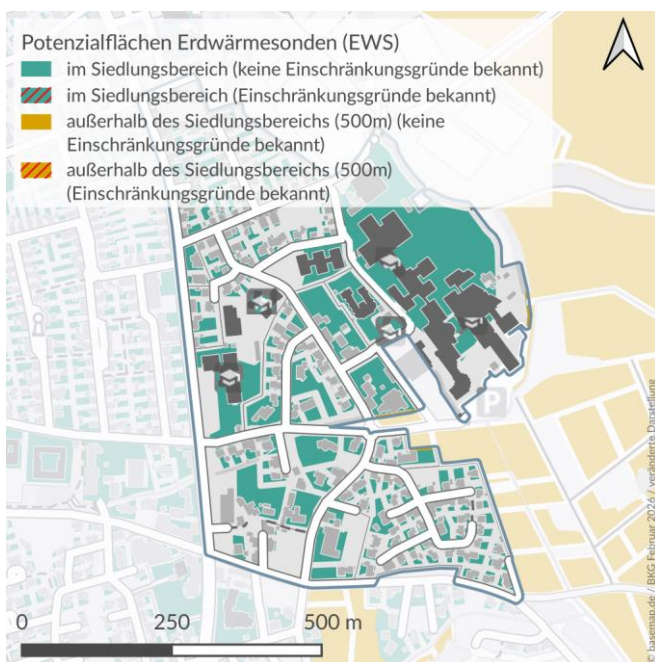 Potenzialflächen Erdwärmesonden (EWS)
im Siedlungsbereich (keine Einschränkungsgründe bekannt)
im Siedlungsbereich (Einschränkungsgründe bekannt)
außerhalb des Siedlungsbereichs (500m) (keine
Einschränkungsgründe bekannt)
außerhalb des Siedlungsbereichs (500m)
(Einschränkungsgründe bekannt)
P
0 250 500 m
© basemap.de / BKG Februar 2026 / veränderte Darstellung